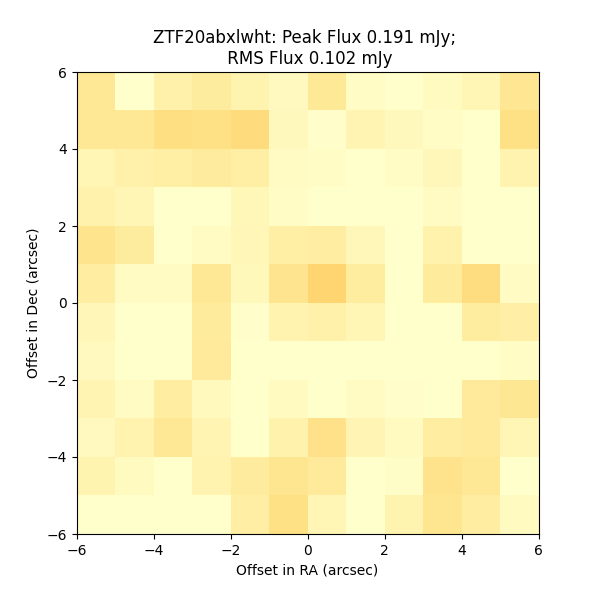 ZTF20abxlwht: Peak Flux 0.191 mJy;
RMS Flux 0.102 mJy
6
4
2
0
−2
−4
−6
Offset in Dec (arcsec)
−6 −4 −2 0 2 4 6
Offset in RA (arcsec)